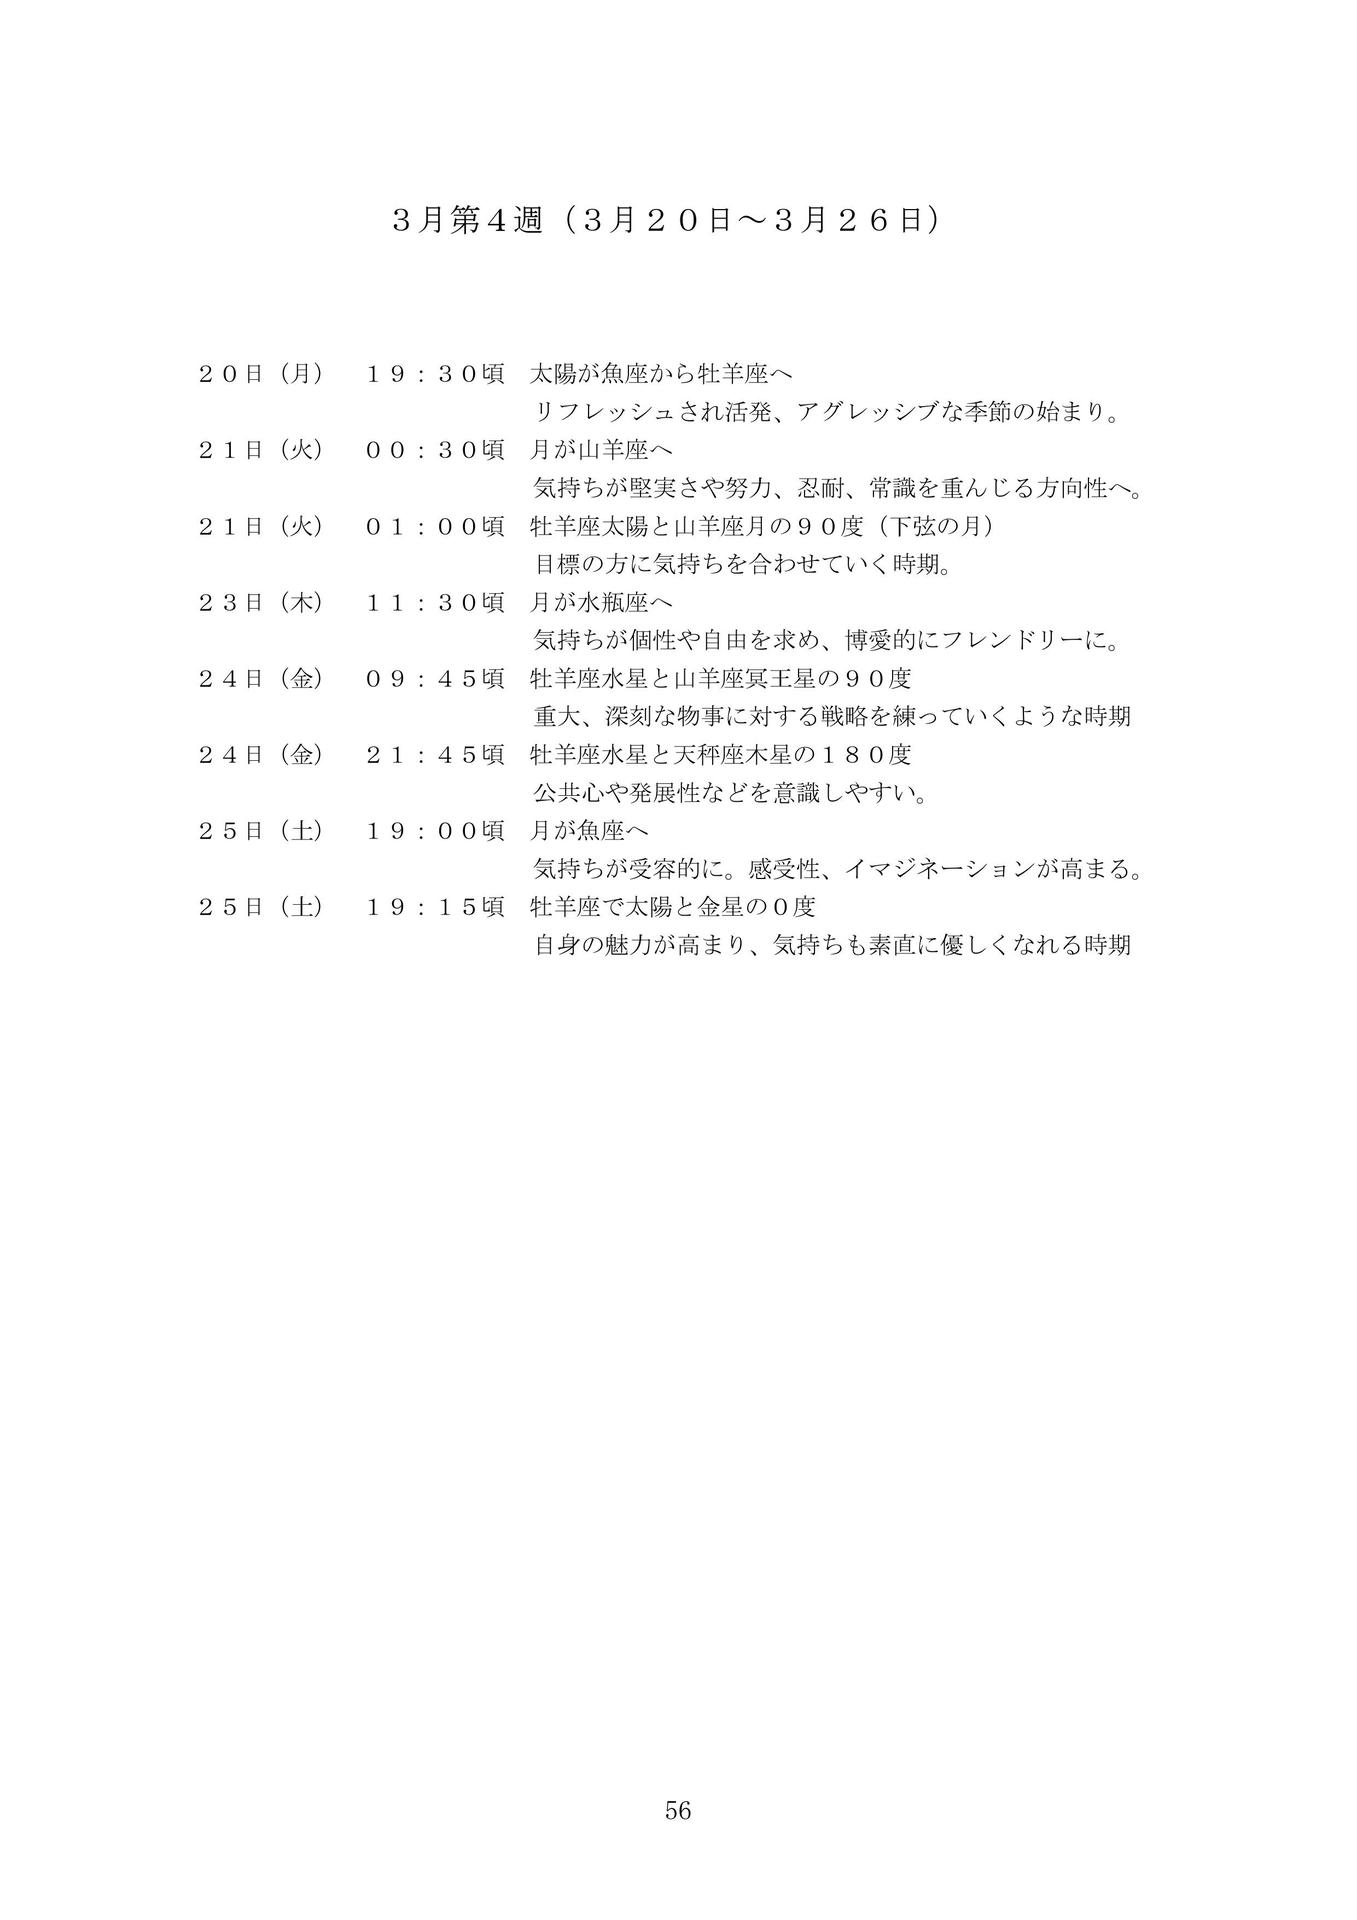 ３月第４週（３月２０日～３月２６日）
２０日（月）　１９：３０頃　太陽が魚座から牡羊座へ
リフレッシュされ活発、アグレッシブな季節の始まり。
２１日（火）　００：３０頃　月が山羊座へ
気持ちが堅実さや努力、忍耐、常識を重んじる方向性へ。
２１日（火）　０１：００頃　牡羊座太陽と山羊座月の９０度（下弦の月）
目標の方に気持ちを合わせていく時期。
２３日（木）　１１：３０頃　月が水瓶座へ
気持ちが個性や自由を求め、博愛的にフレンドリーに。
２４日（金）　０９：４５頃　牡羊座水星と山羊座冥王星の９０度
重大、深刻な物事に対する戦略を練っていくような時期
２４日（金）　２１：４５頃　牡羊座水星と天秤座木星の１８０度
公共心や発展性などを意識しやすい。
２５日（土）　１９：００頃　月が魚座へ
気持ちが受容的に。感受性、イマジネーションが高まる。
２５日（土）　１９：１５頃　牡羊座で太陽と金星の０度
自身の魅力が高まり、気持ちも素直に優しくなれる時期
56